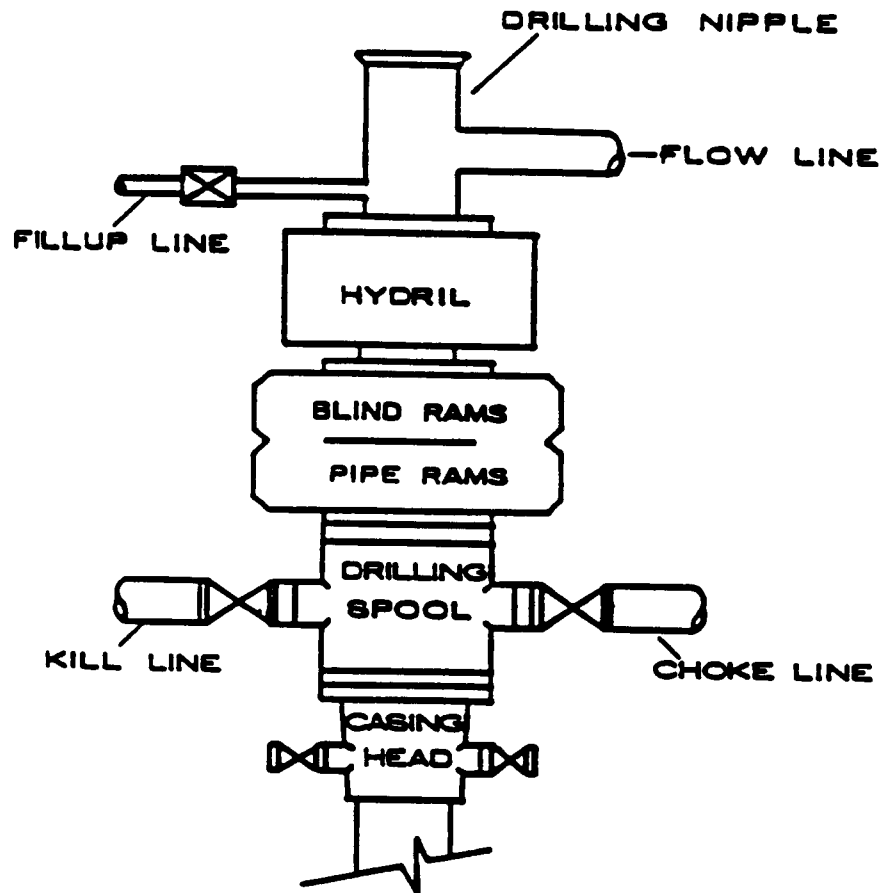 DRILLING NIPPLE
FLOW LINE
FILLUP LINE
HYDRIL
BLIND RAMS
PIPE RAMS
DRILLING
SPOOL
KILL LINE
CHOKE LINE
CASING
HEAD